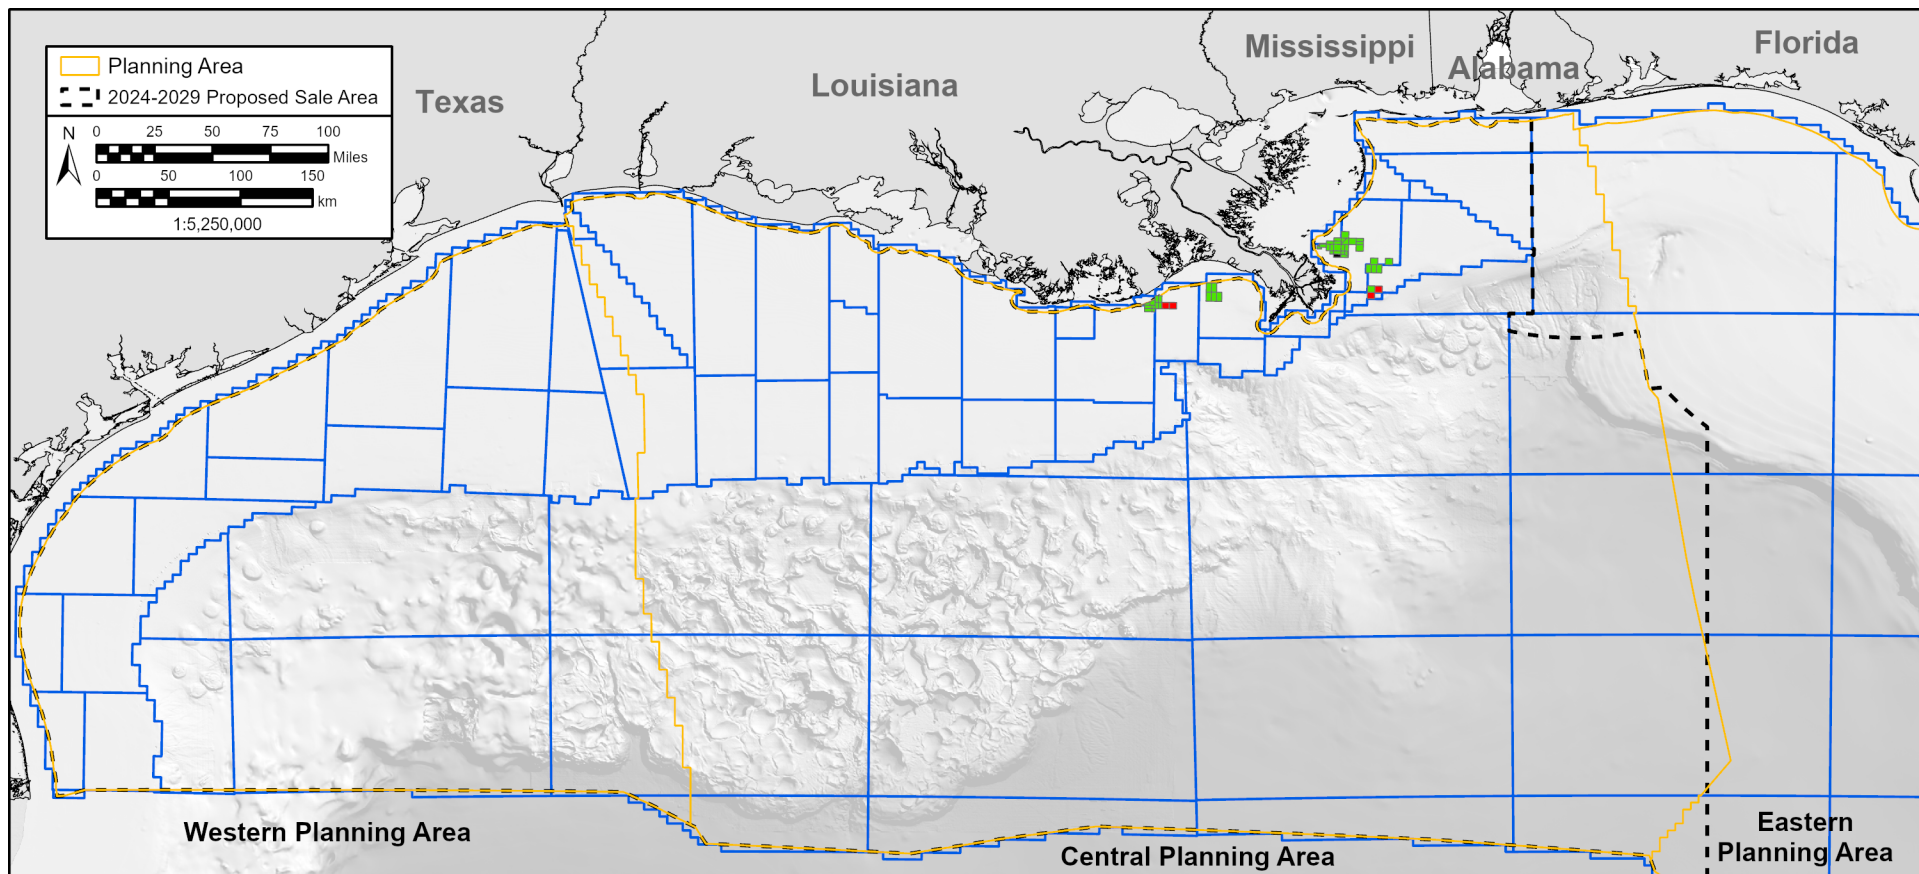 Mississippi
Florida
Alabama
Louisiana
Texas
Planning Area
2024-2029 Proposed Sale Area
N
0 25 50 75 100
Miles
0 50 100 150
km
1:5,250,000
Western Planning Area
Central Planning Area
Eastern
Planning Area